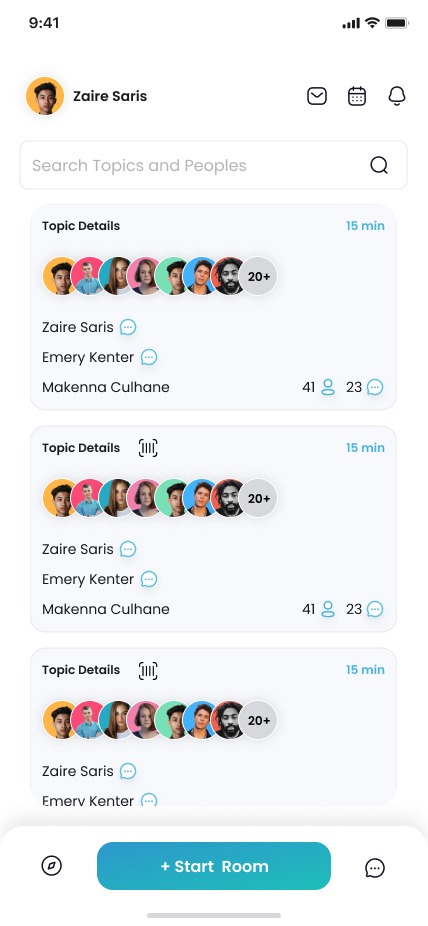 9:41
Zaire Saris
Search Topics and Peoples
Topic Details 15 min
20+
Zaire Saris
Emery Kenter
Makenna Culhane 41 23
Topic Details 15 min
20+
Zaire Saris
Emery Kenter
Makenna Culhane 41 23
Topic Details 15 min
20+
Zaire Saris
Emery Kenter
+ Start Room